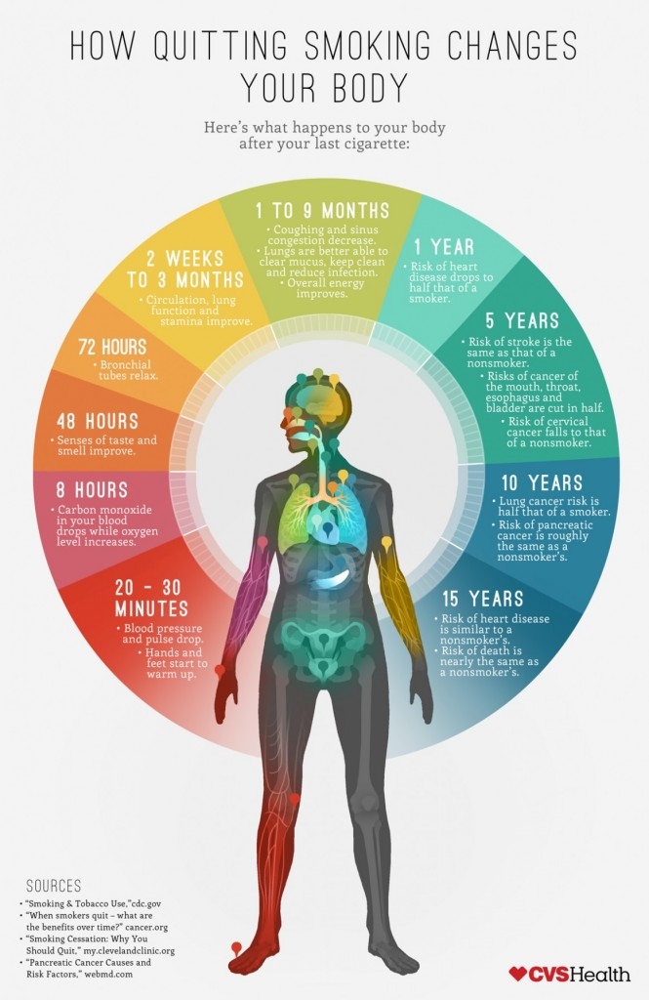 HOW QUITTING SMOKING CHANGES
YOUR BODY
Here's what happens to your body
after your last cigarette:
20 - 30
MINUTES
• Blood pressure
and pulse drop.
• Hands and
feet start to
warm up.
8 HOURS
• Carbon monoxide
in your blood
drops while oxygen
level increases.
48 HOURS
• Senses of taste and
smell improve.
72 HOURS
• Bronchial
tubes relax.
2 WEEKS
TO 3 MONTHS
• Circulation, lung
function and
stamina improve.
1 TO 9 MONTHS
• Coughing and sinus
congestion decrease.
• Lungs are better able to
clear mucus, keep clean
and reduce infection.
• Overall energy
improves.
1 YEAR
• Risk of heart
disease drops to
half that of a
smoker.
5 YEARS
• Risk of stroke is the
same as that of a
nonsmoker.
• Risks of cancer of
the mouth, throat,
esophagus and
bladder are cut in half.
• Risk of cervical
cancer falls to that
of a nonsmoker.
10 YEARS
• Lung cancer risk is
half that of a smoker.
• Risk of pancreatic
cancer is roughly
the same as a
nonsmoker's.
15 YEARS
• Risk of heart disease
is similar to a
nonsmoker's.
• Risk of death is
nearly the same as
a nonsmoker's.
SOURCES
• "Smoking & Tobacco Use,"cdc.gov
• "When smokers quit – what are
the benefits over time?" cancer.org
• "Smoking Cessation: Why You
Should Quit," my.clevelandclinic.org
• "Pancreatic Cancer Causes and
Risk Factors," webmd.com
CVSHealth